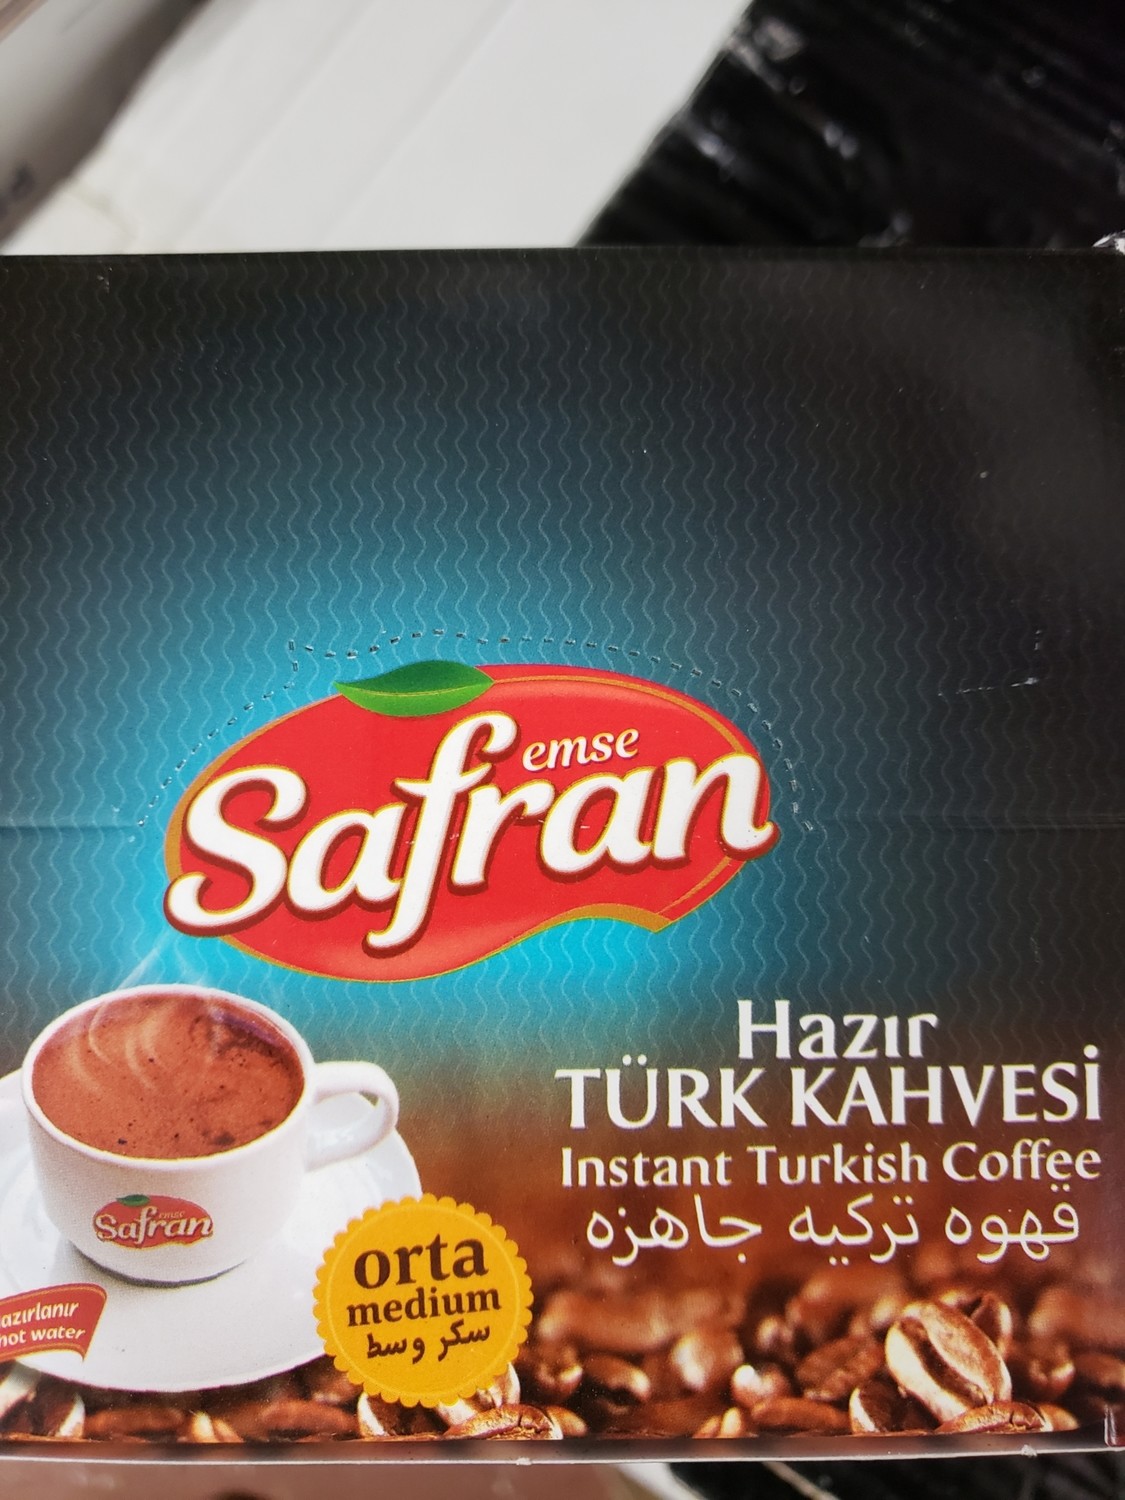 emse
Safran
Hazır
TÜRK KAHVESİ
Instant Turkish Coffee
قهوه تركيه جاهزه
emse
Safran
orta
medium
سكر وسط
azırlanır
hot water